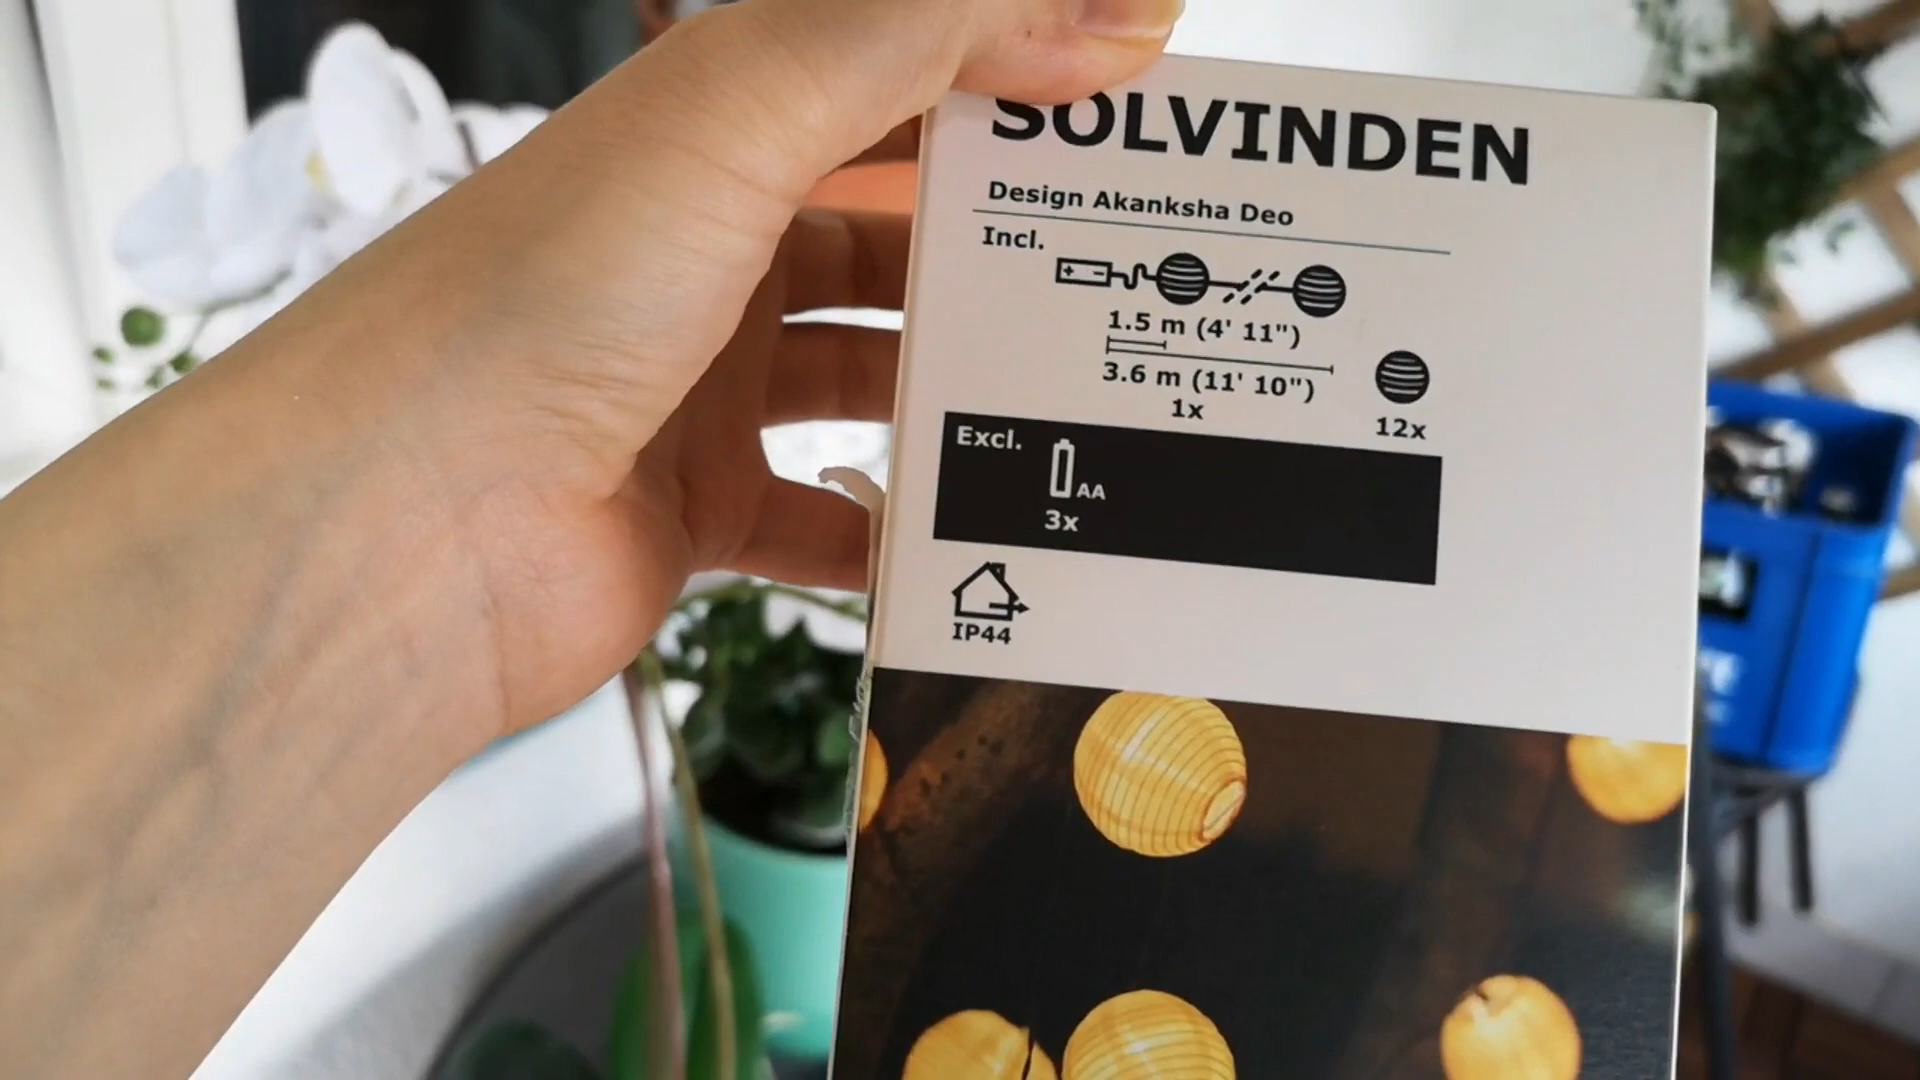 SOLVINDEN
Design Akanksha Deo
Incl.
+ -
1.5 m (4' 11")
3.6 m (11' 10")
1x
12x
Excl.
AA
3x
IP44